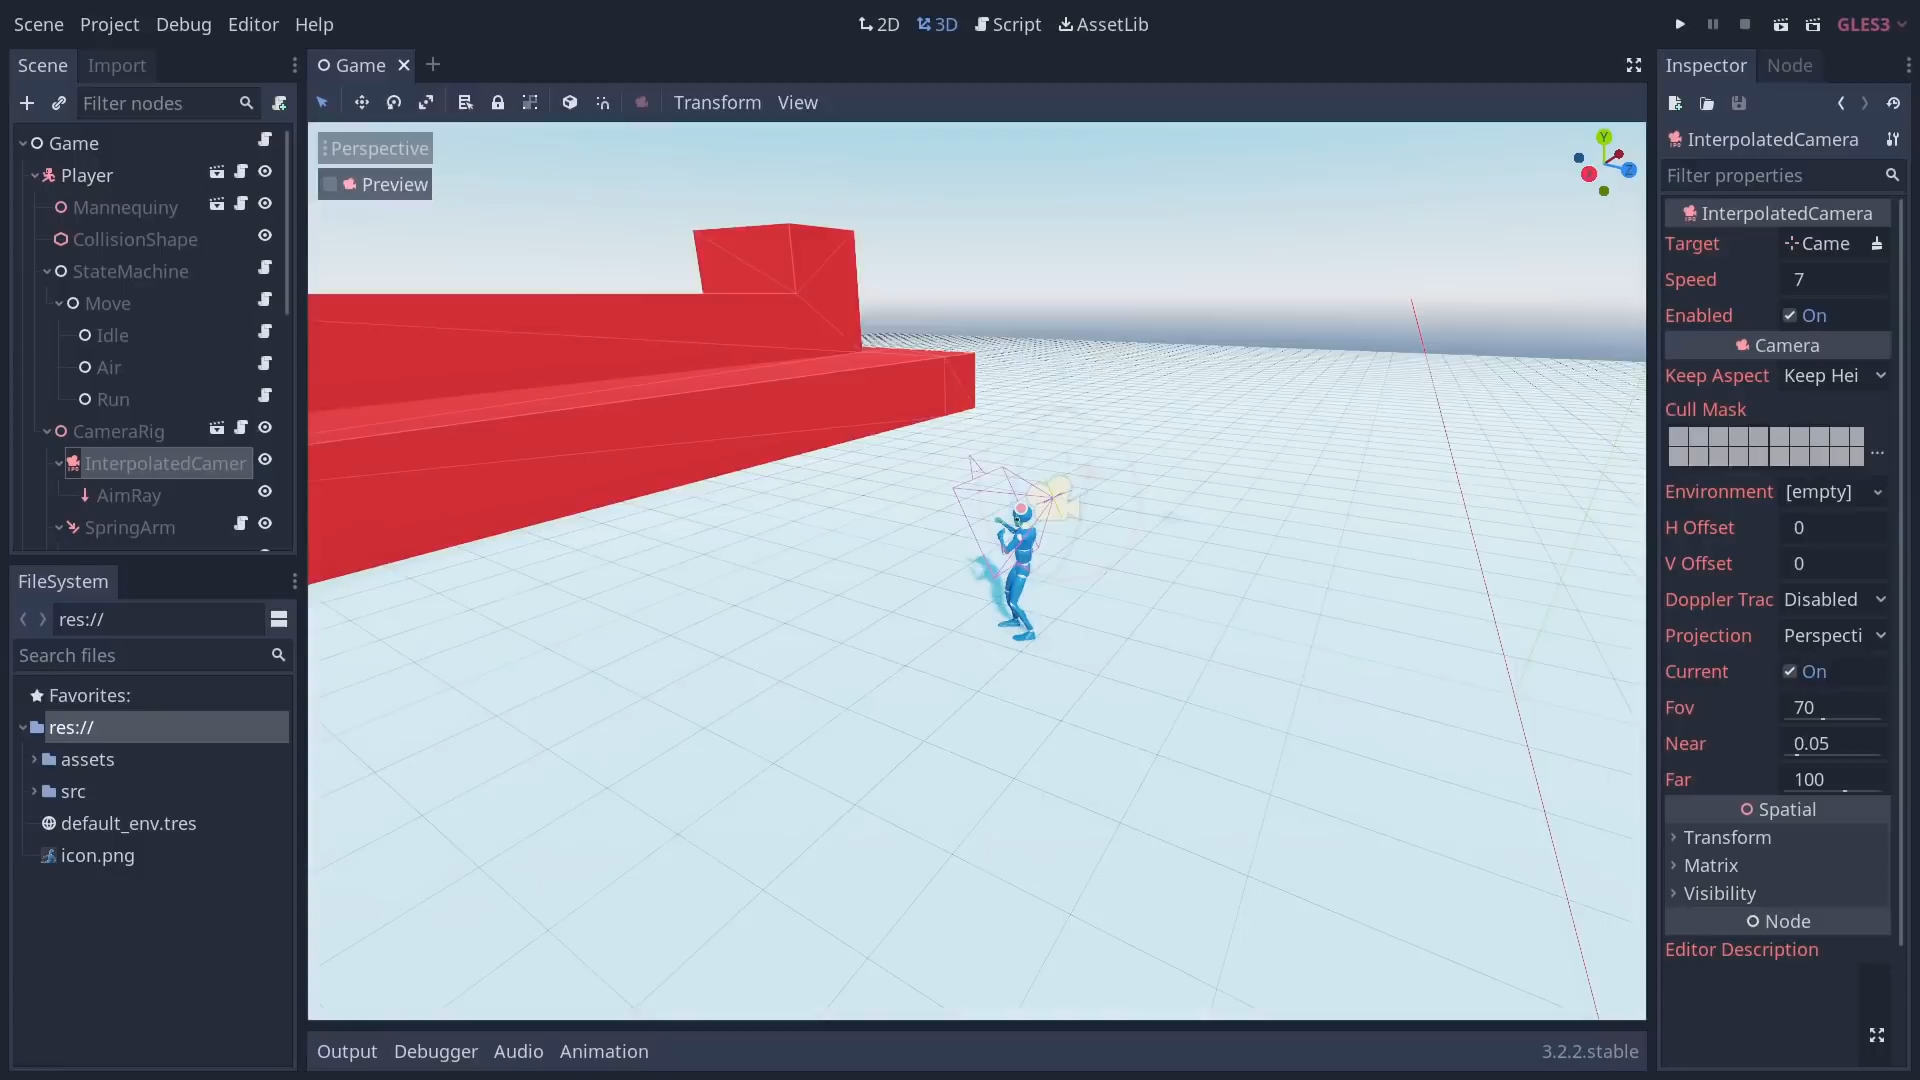 Scene Project Debug Editor Help
2D 3D Script AssetLib
GLES3
Scene Import
Filter nodes
Game
Player
Mannequiny
CollisionShape
StateMachine
Move
Idle
Air
Run
CameraRig
InterpolatedCamer
AimRay
SpringArm
FileSystem
res://
Search files
Favorites:
res://
assets
src
default_env.tres
icon.png
Game
Transform View
Perspective
Preview
Y
Z
Output Debugger Audio Animation
3.2.2.stable
Inspector Node
InterpolatedCamera
Filter properties
InterpolatedCamera
Target Came
Speed 7
Enabled On
Camera
Keep Aspect Keep Hei
Cull Mask
Environment [empty]
H Offset 0
V Offset 0
Doppler Trac Disabled
Projection Perspecti
Current On
Fov 70
Near 0.05
Far 100
Spatial
Transform
Matrix
Visibility
Node
Editor Description